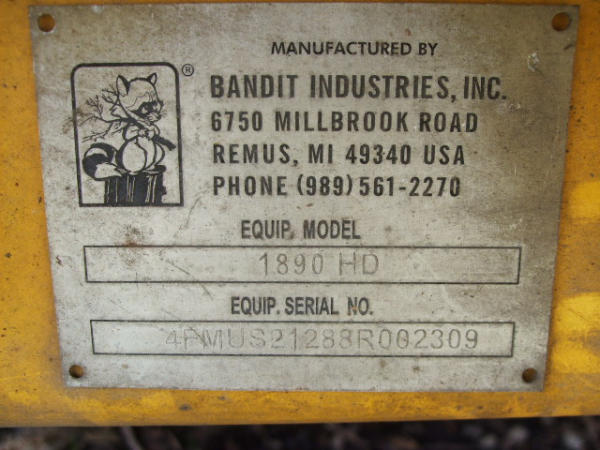 MANUFACTURED BY
®
BANDIT INDUSTRIES, INC.
6750 MILLBROOK ROAD
REMUS, MI 49340 USA
PHONE (989) 561-2270
EQUIP. MODEL
1890 HD
EQUIP. SERIAL NO.
4FMUS21288R002309